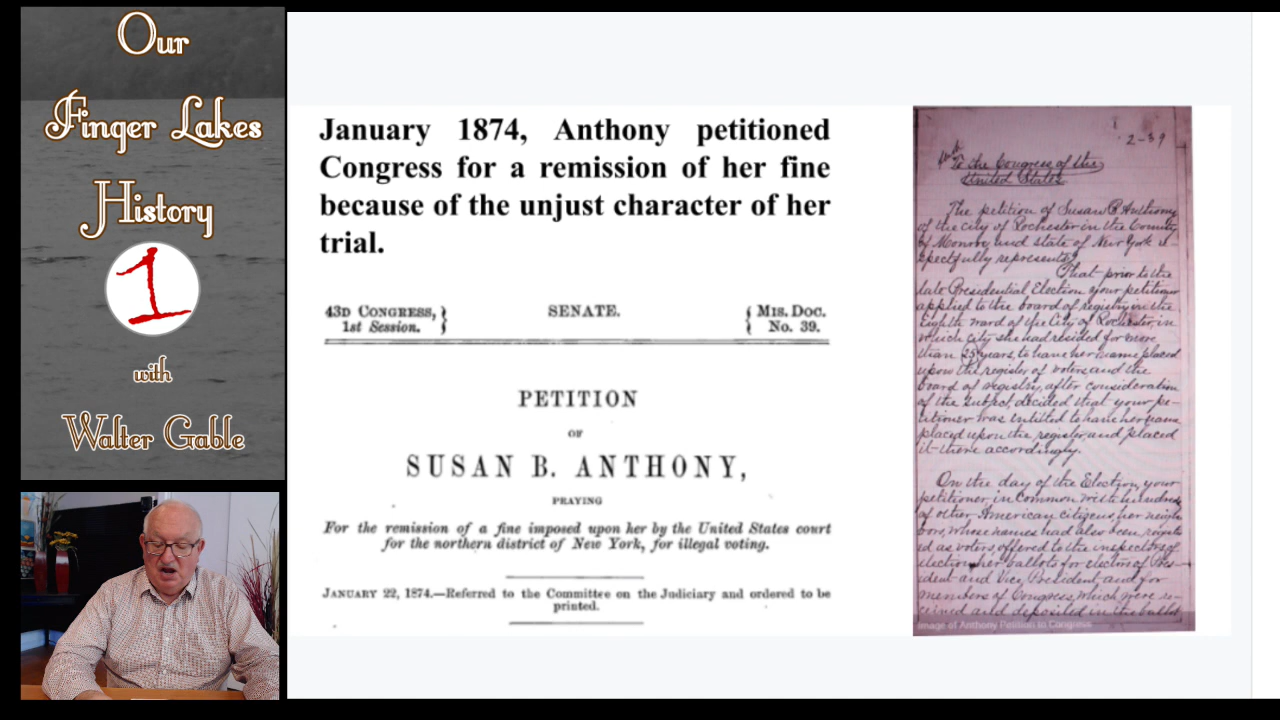 Our
Finger Lakes
History
1
with
Walter Gable
January 1874, Anthony petitioned
Congress for a remission of her fine
because of the unjust character of her
trial.
43D CONGRESS, }
1st Session. }
SENATE.
{ MIS. DOC.
{ No. 39.
PETITION
OF
SUSAN B. ANTHONY,
PRAYING
For the remission of a fine imposed upon her by the United States court
for the northern district of New York, for illegal voting.
JANUARY 22, 1874.—Referred to the Committee on the Judiciary and ordered to be
printed.
2-39
To the Congress of the
United States
The petition of Susan B. Anthony
of the city of Rochester in the County
of Monroe and state of New York re-
spectfully represents:
That prior to the
late Presidential Election your petitioner
applied to the board of registry in the
Eighth ward of the City of Rochester, in
which city she had resided for more
than 25 years, to have her name placed
upon the register of voters and the
board of registry, after consideration
of the subject, decided that your pe-
titioner was entitled to have her name
placed upon the register, and placed
it there accordingly.
On the day of the Election, your
petitioner, in common with hundreds
of other American citizens, her neigh
bors, whose names had also been register
ed as voters, offered to the inspectors of
election her ballots for electors of Pres-
ident and Vice President and for
members of Congress, which were re-
ceived and deposited in the ballot
Image of Anthony Petition to Congress